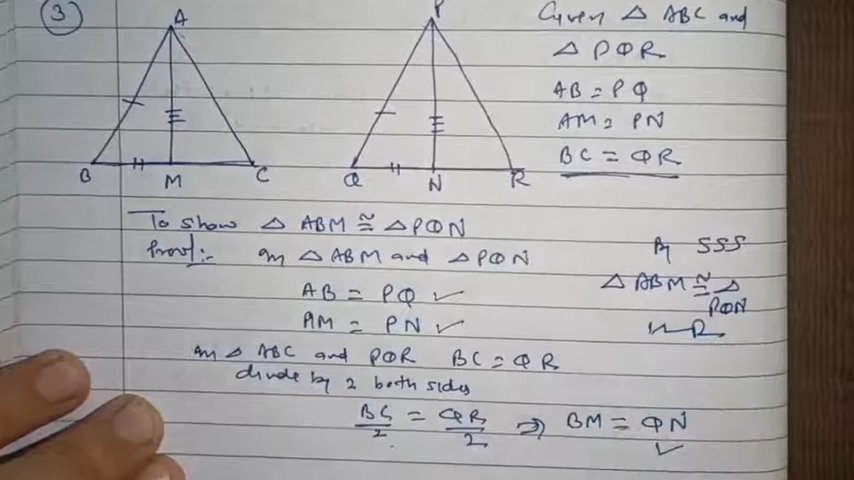 3
A
B
M
C
P
Q
N
R
Given △ ABC and
△ PQR
AB = PQ
AM = PN
BC = QR
To show △ ABM ≅ △ PQN
Proof:- In △ ABM and △ PQN
AB = PQ ✓
AM = PN ✓
In △ ABC and PQR BC = QR
divide by 2 both sides
BC/2 = QR/2 ⇒ BM = QN ✓
By SSS
△ ABM ≅ △
PQN